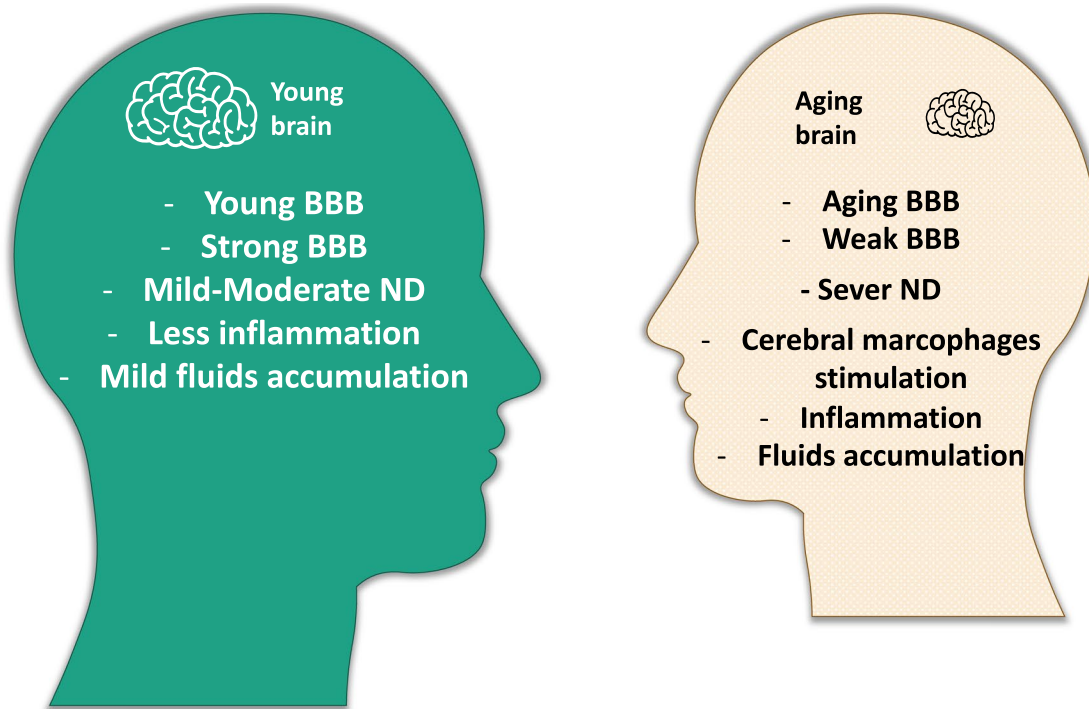 Young
brain
- Young BBB
- Strong BBB
- Mild-Moderate ND
- Less inflammation
- Mild fluids accumulation
Aging
brain
- Aging BBB
- Weak BBB
- Sever ND
- Cerebral marcophages
stimulation
- Inflammation
- Fluids accumulation